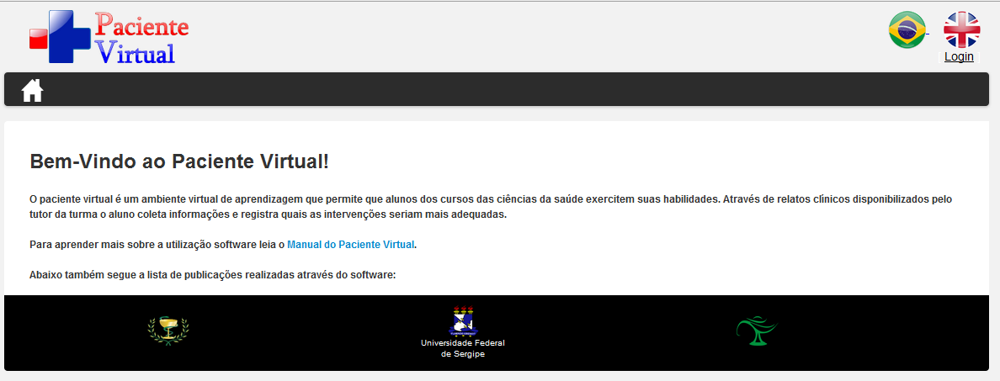 Paciente
Virtual
Login
Bem-Vindo ao Paciente Virtual!
O paciente virtual é um ambiente virtual de aprendizagem que permite que alunos dos cursos das ciências da saúde exercitem suas habilidades. Através de relatos clínicos disponibilizados pelo
tutor da turma o aluno coleta informações e registra quais as intervenções seriam mais adequadas.
Para aprender mais sobre a utilização software leia o Manual do Paciente Virtual.
Abaixo também segue a lista de publicações realizadas através do software:
Universidade Federal
de Sergipe